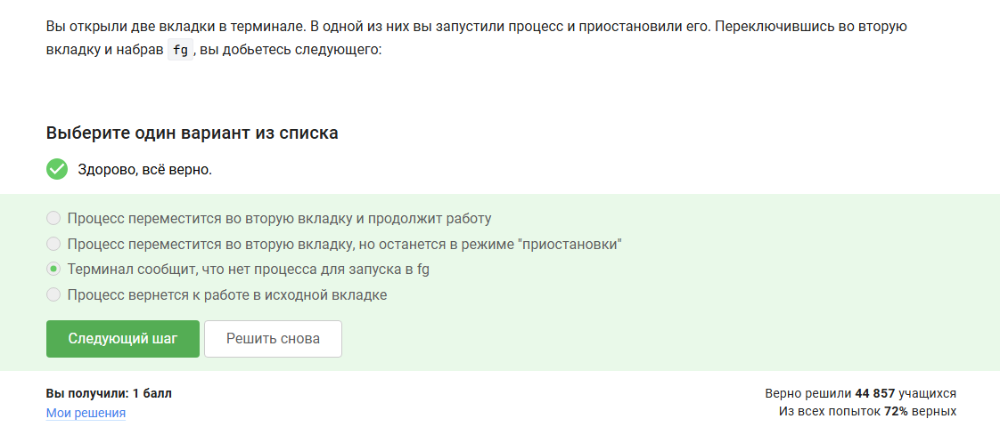 Вы открыли две вкладки в терминале. В одной из них вы запустили процесс и приостановили его. Переключившись во вторую
вкладку и набрав fg, вы добьетесь следующего:
Выберите один вариант из списка
Здорово, всё верно.
Процесс переместится во вторую вкладку и продолжит работу
Процесс переместится во вторую вкладку, но останется в режиме "приостановки"
Терминал сообщит, что нет процесса для запуска в fg
Процесс вернется к работе в исходной вкладке
Следующий шаг
Решить снова
Вы получили: 1 балл
Мои решения
Верно решили 44 857 учащихся
Из всех попыток 72% верных